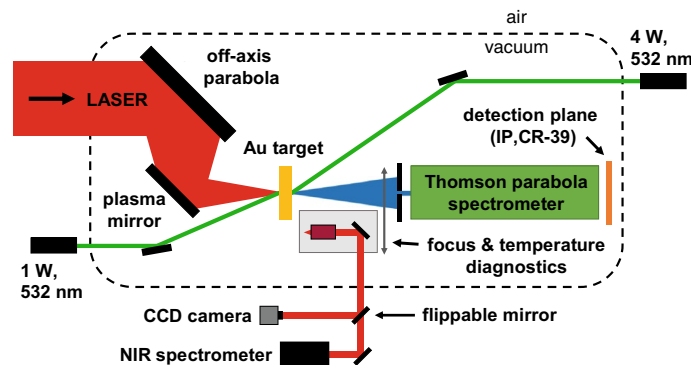 air
vacuum
4 W,
532 nm
off-axis
parabola
LASER
detection plane
(IP,CR-39)
Au target
plasma
mirror
Thomson parabola
spectrometer
1 W,
532 nm
focus & temperature
diagnostics
CCD camera
flippable mirror
NIR spectrometer